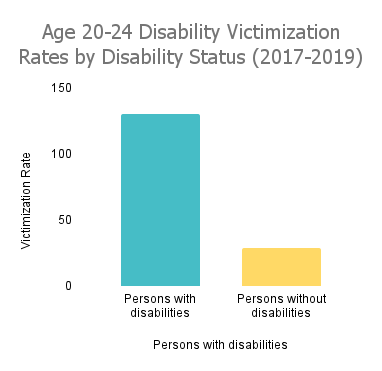 Age 20-24 Disability Victimization
Rates by Disability Status (2017-2019)
150
100
50
0
Victimization Rate
Persons with
disabilities
Persons without
disabilities
Persons with disabilities